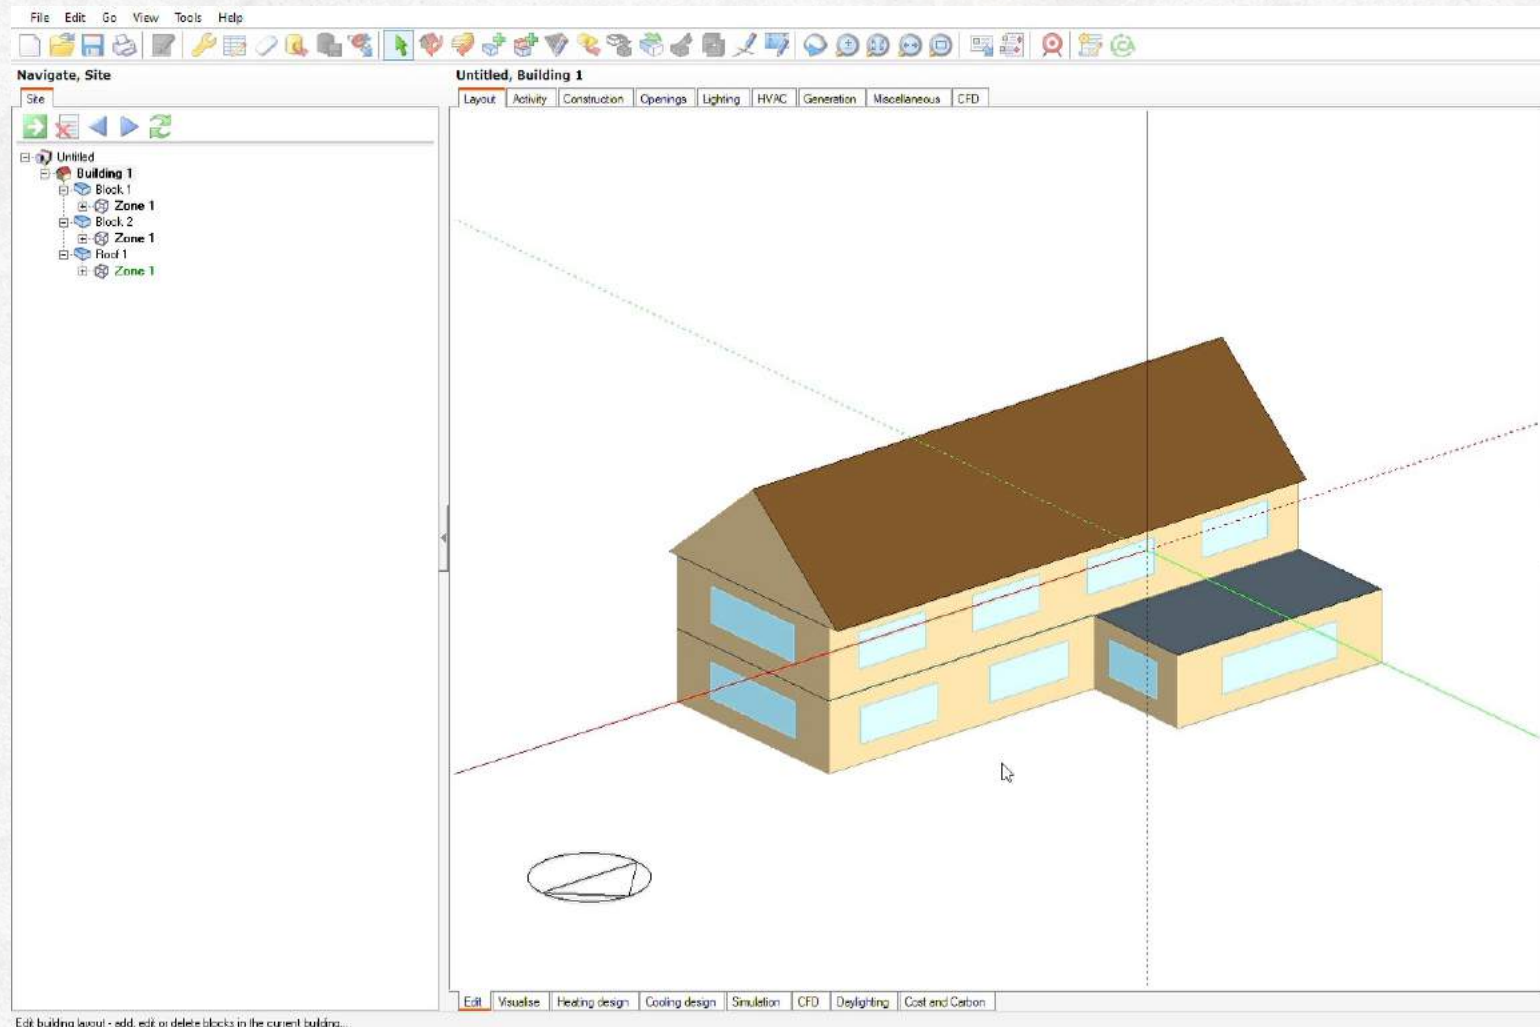 File Edit Go View Tools Help
Navigate, Site
Site
Untitled
Building 1
Block 1
Zone 1
Block 2
Zone 1
Roof 1
Zone 1
Untitled, Building 1
Layout Activity Construction Openings Lighting HVAC Generation Miscellaneous CFD
Edit Visualise Heating design Cooling design Simulation CFD Daylighting Cost and Carbon
Edit building layout - add, edit or delete blocks in the current building...